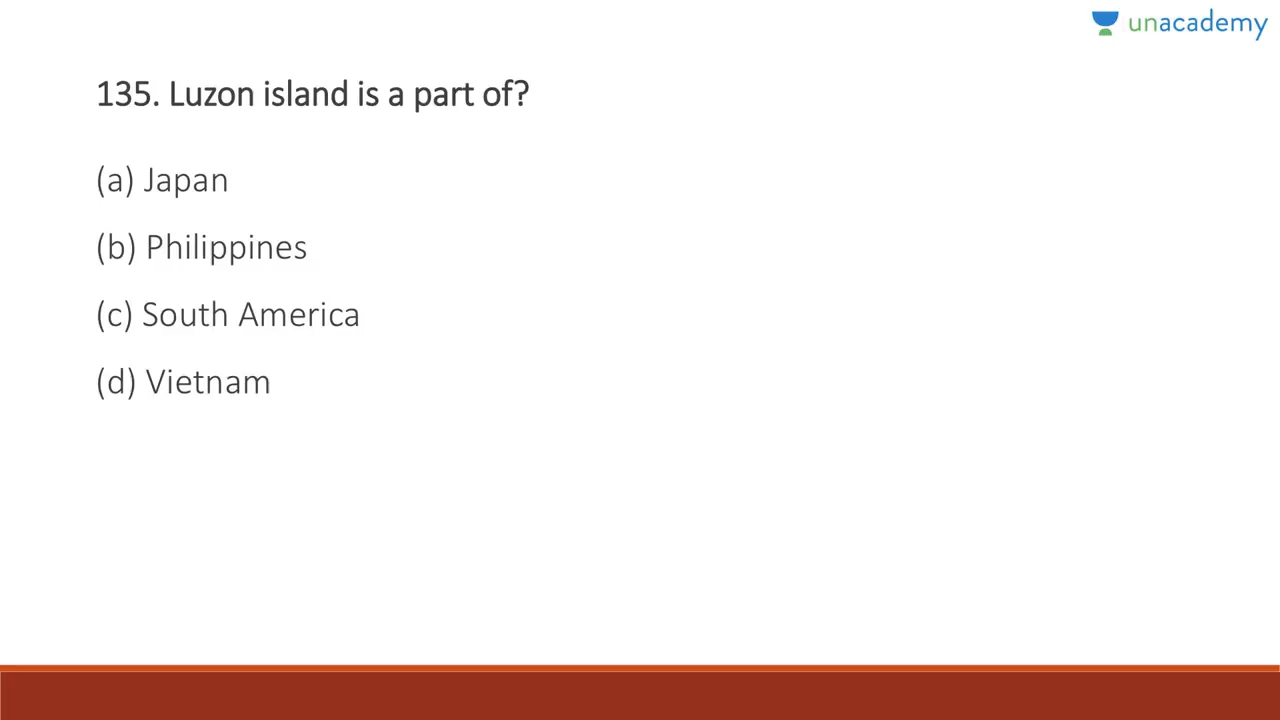 unacademy
135. Luzon island is a part of?
(a) Japan
(b) Philippines
(c) South America
(d) Vietnam